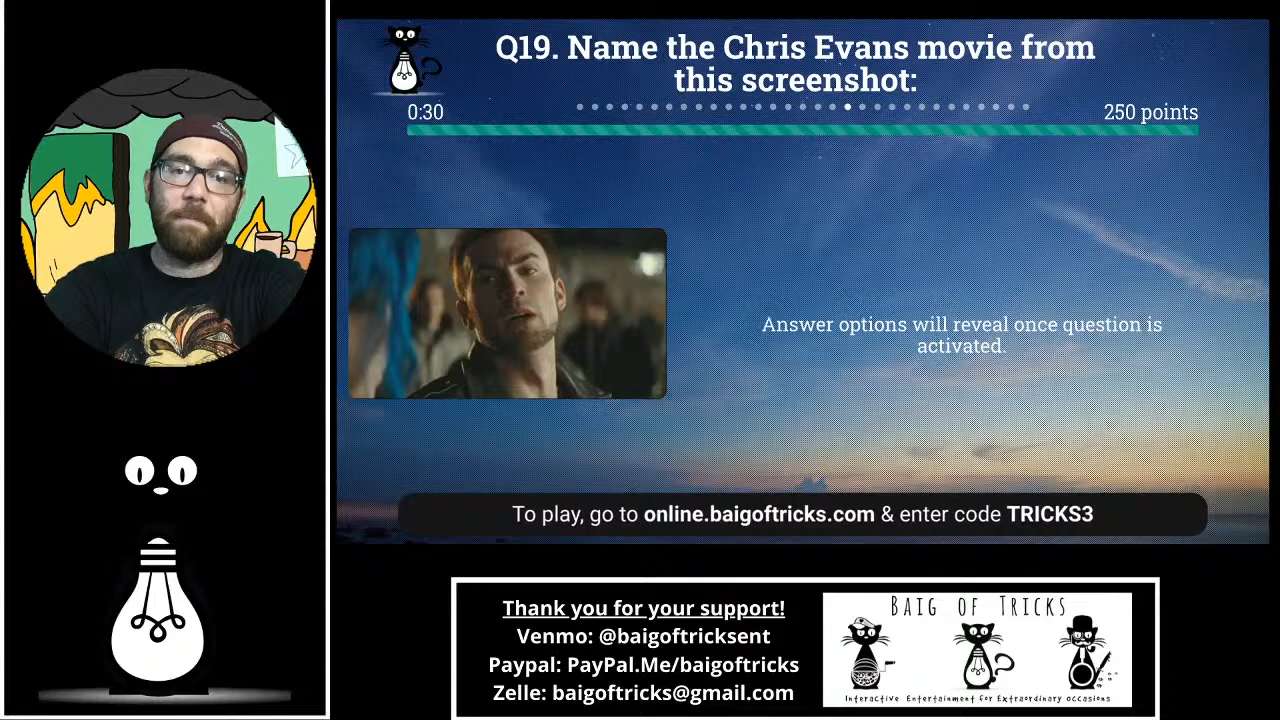 Q19. Name the Chris Evans movie from
this screenshot:
0:30
250 points
Answer options will reveal once question is
activated.
To play, go to online.baigoftricks.com & enter code TRICKS3
Thank you for your support!
Venmo: @baigoftricksent
Paypal: PayPal.Me/baigoftricks
Zelle: baigoftricks@gmail.com
BAIG OF TRICKS
Interactive Entertainment for Extraordinary occasions